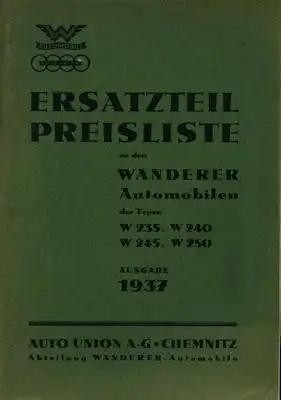 W
AUTOMOBILE
ERSATZTEIL
PREISLISTE
zu den
WANDERER
Automobilen
der Typen
W 235, W 240
W 245, W 250
AUSGABE
1937
AUTO UNION A-G • CHEMNITZ
Abteilung WANDERER-Automobile